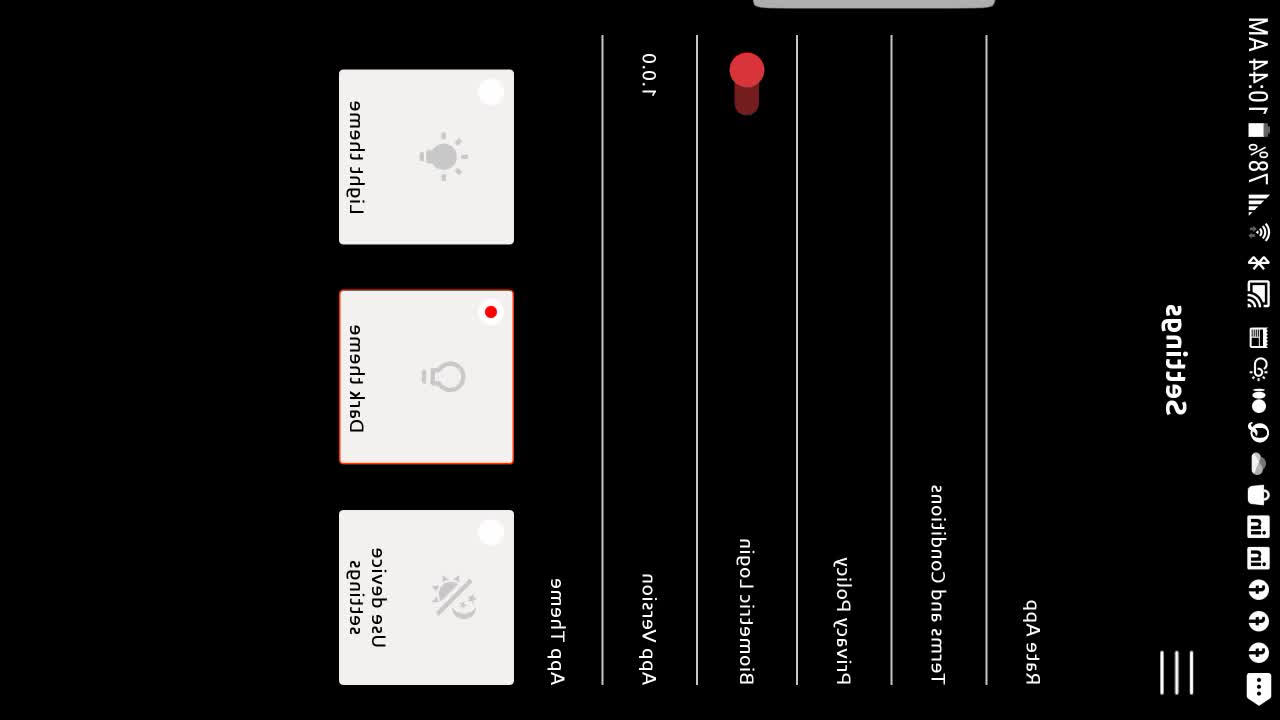 78% 10:44 AM
Settings
Rate App
Terms and Conditions
Privacy Policy
Biometric Login
App Version 1.0.0
App Theme
Use device
settings
Dark theme
Light theme